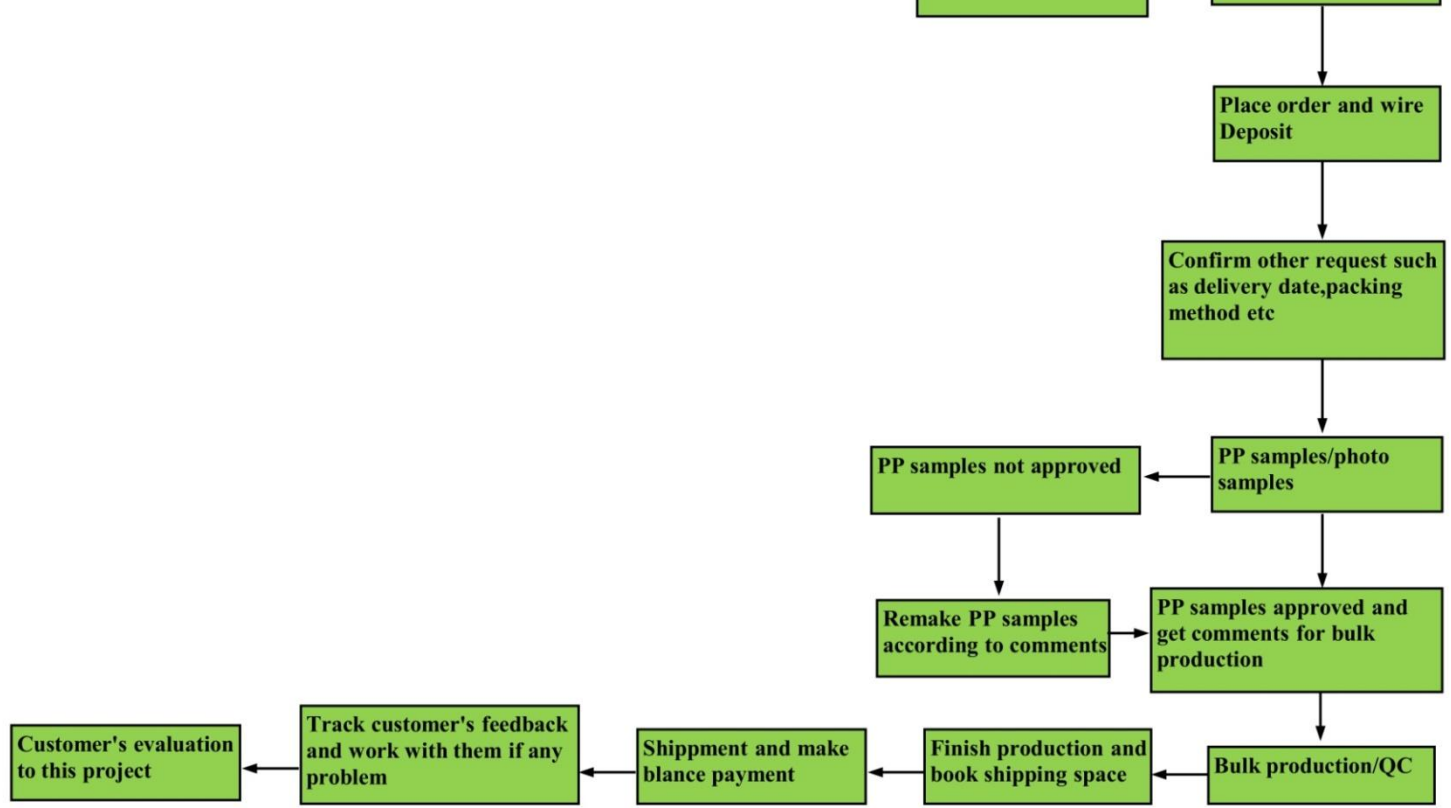 Place order and wire
Deposit
Confirm other request such
as delivery date,packing
method etc
PP samples not approved
PP samples/photo
samples
Remake PP samples
according to comments
PP samples approved and
get comments for bulk
production
Customer's evaluation
to this project
Track customer's feedback
and work with them if any
problem
Shippment and make
blance payment
Finish production and
book shipping space
Bulk production/QC